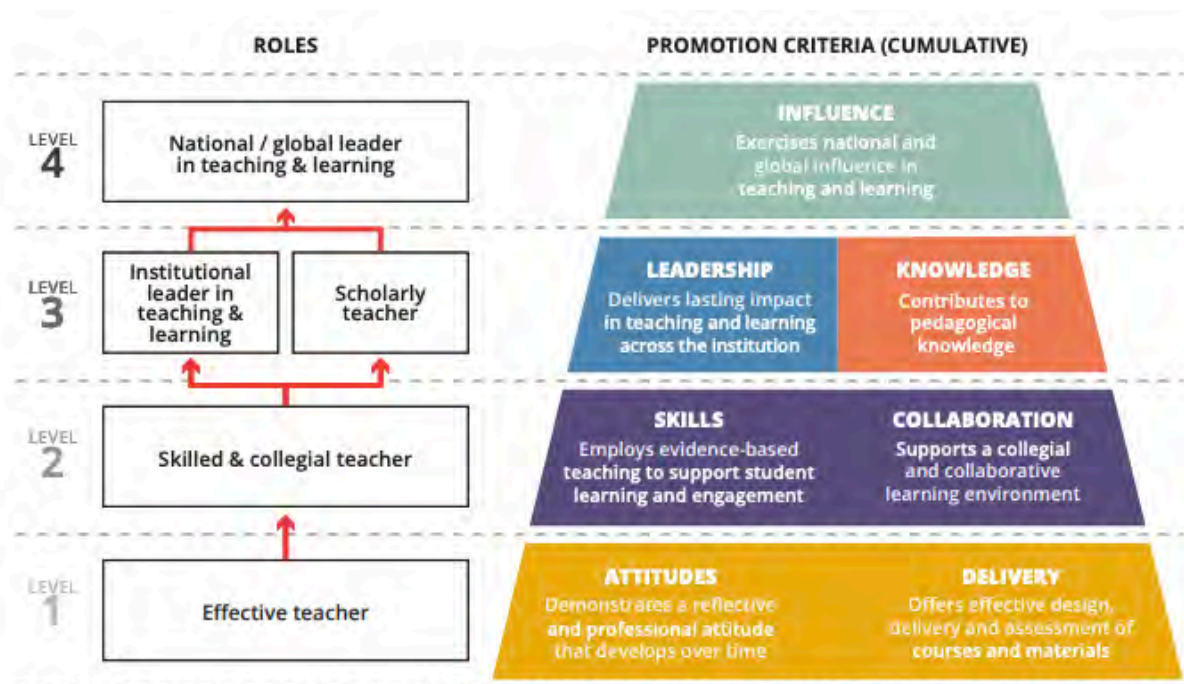 ROLES
PROMOTION CRITERIA (CUMULATIVE)
LEVEL
4
National / global leader
in teaching & learning
INFLUENCE
Exercises national and
global influence in
teaching and learning
LEVEL
3
Institutional
leader in
teaching &
learning
Scholarly
teacher
LEADERSHIP
Delivers lasting impact
in teaching and learning
across the institution
KNOWLEDGE
Contributes to
pedagogical
knowledge
LEVEL
2
Skilled & collegial teacher
SKILLS
Employs evidence-based
teaching to support student
learning and engagement
COLLABORATION
Supports a collegial
and collaborative
learning environment
LEVEL
1
Effective teacher
ATTITUDES
Demonstrates a reflective
and professional attitude
that develops over time
DELIVERY
Offers effective design,
delivery and assessment of
courses and materials